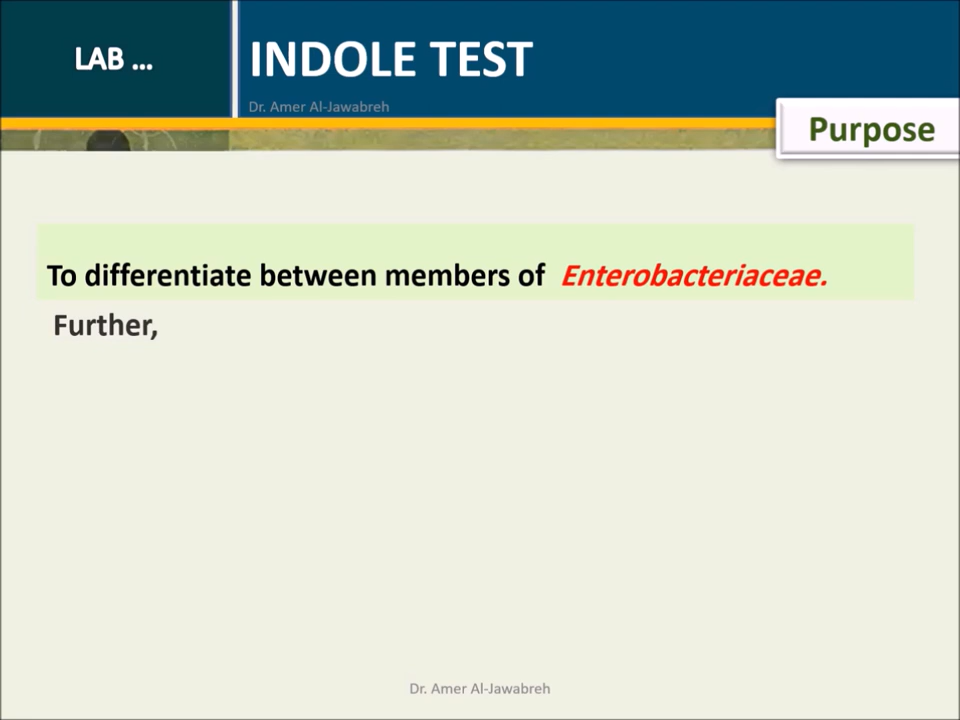 LAB ...
INDOLE TEST
Dr. Amer Al-Jawabreh
Purpose
To differentiate between members of Enterobacteriaceae.
Further,
Dr. Amer Al-Jawabreh